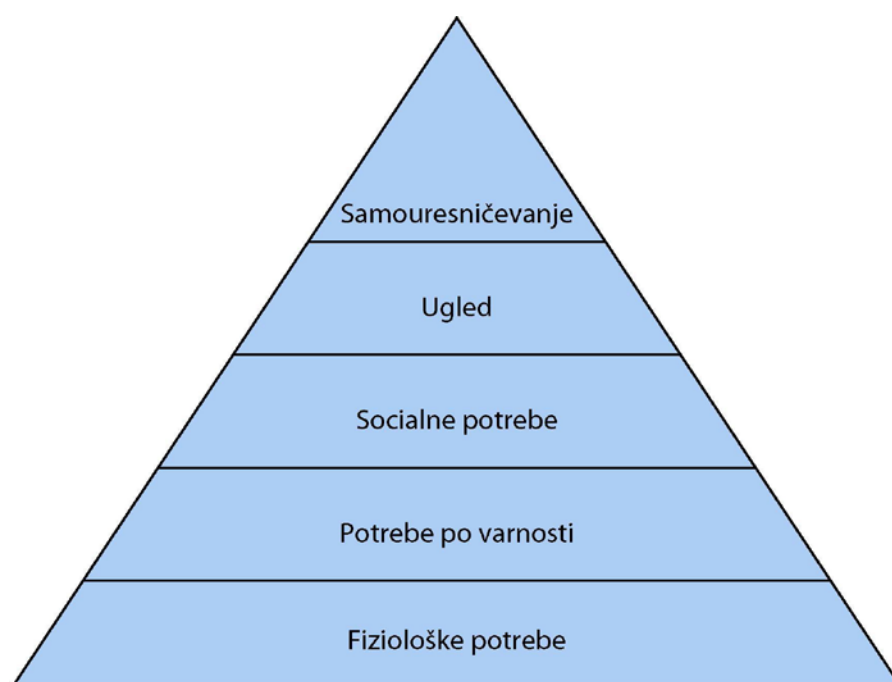 Samouresničevanje
Ugled
Socialne potrebe
Potrebe po varnosti
Fiziološke potrebe